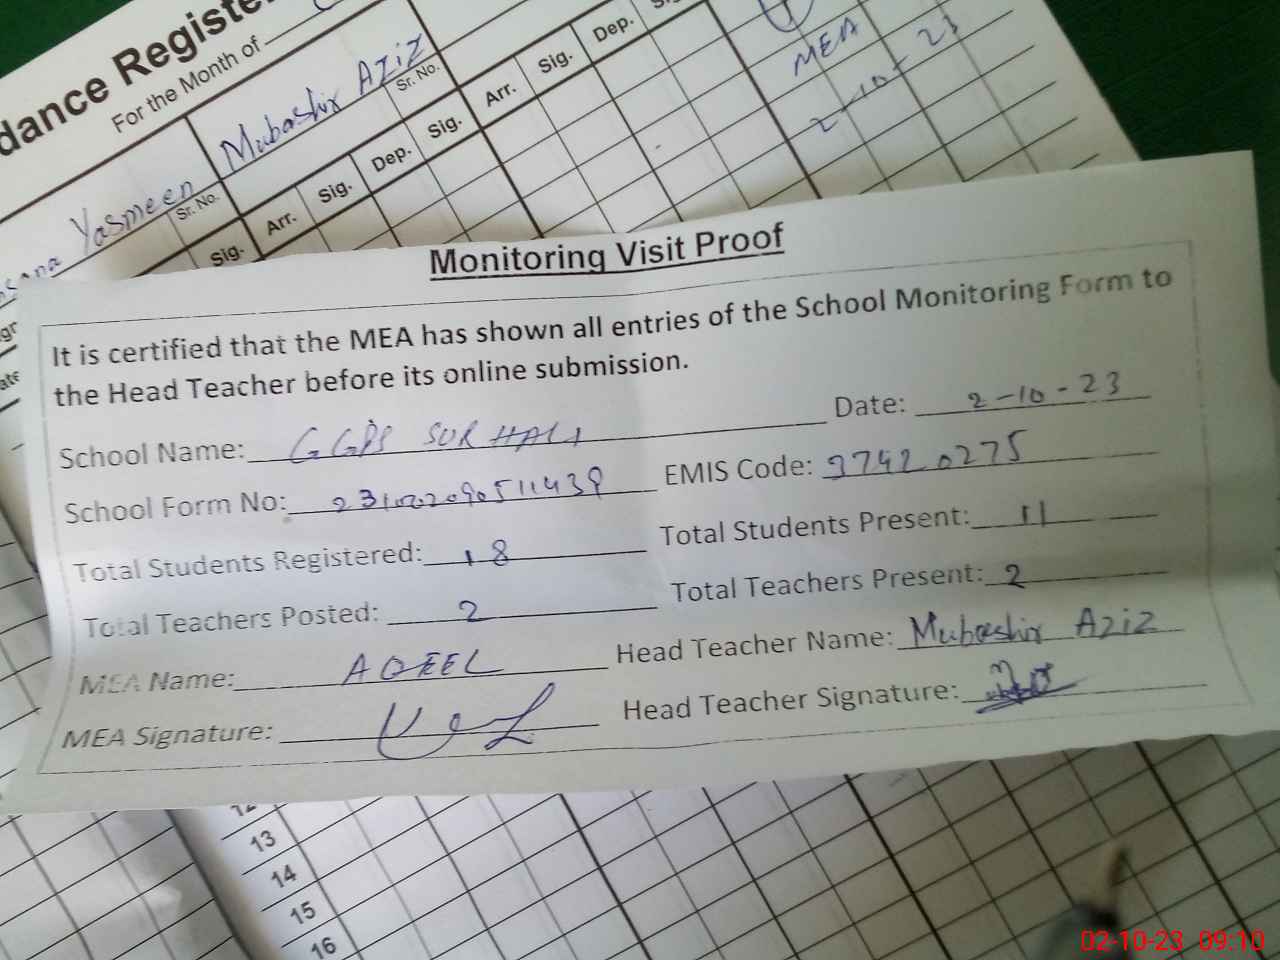 dance Register
For the Month of
Yasmeen
Mubashir Aziz
Sr. No.
Sr. No.
Sig. Arr. Sig. Dep. Sig. Arr. Sig. Dep.
MEA
2-10-23
Monitoring Visit Proof
It is certified that the MEA has shown all entries of the School Monitoring Form to
the Head Teacher before its online submission.
School Name: GGPS SURHALI Date: 2-10-23
School Form No: EMIS Code: 37420275
Total Students Registered: 18 Total Students Present: 11
Total Teachers Posted: 2 Total Teachers Present: 2
MEA Name: AQEEL Head Teacher Name: Mubashir Aziz
MEA Signature: Head Teacher Signature:
13
14
15
16
02-10-23 09:10